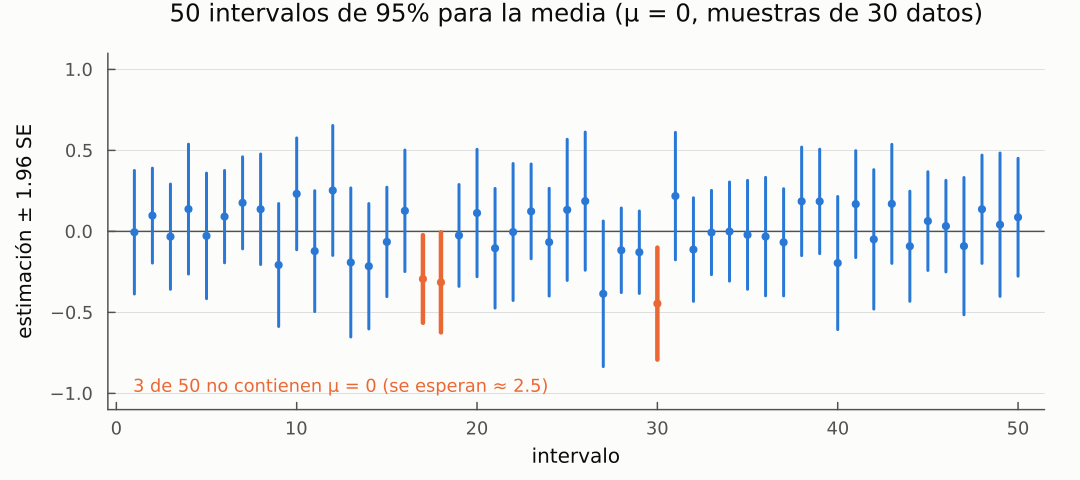 50 intervalos de 95% para la media (μ = 0, muestras de 30 datos)
estimación ± 1.96 SE
1.0
0.5
0.0
−0.5
−1.0
3 de 50 no contienen μ = 0 (se esperan ≈ 2.5)
0 10 20 30 40 50
intervalo